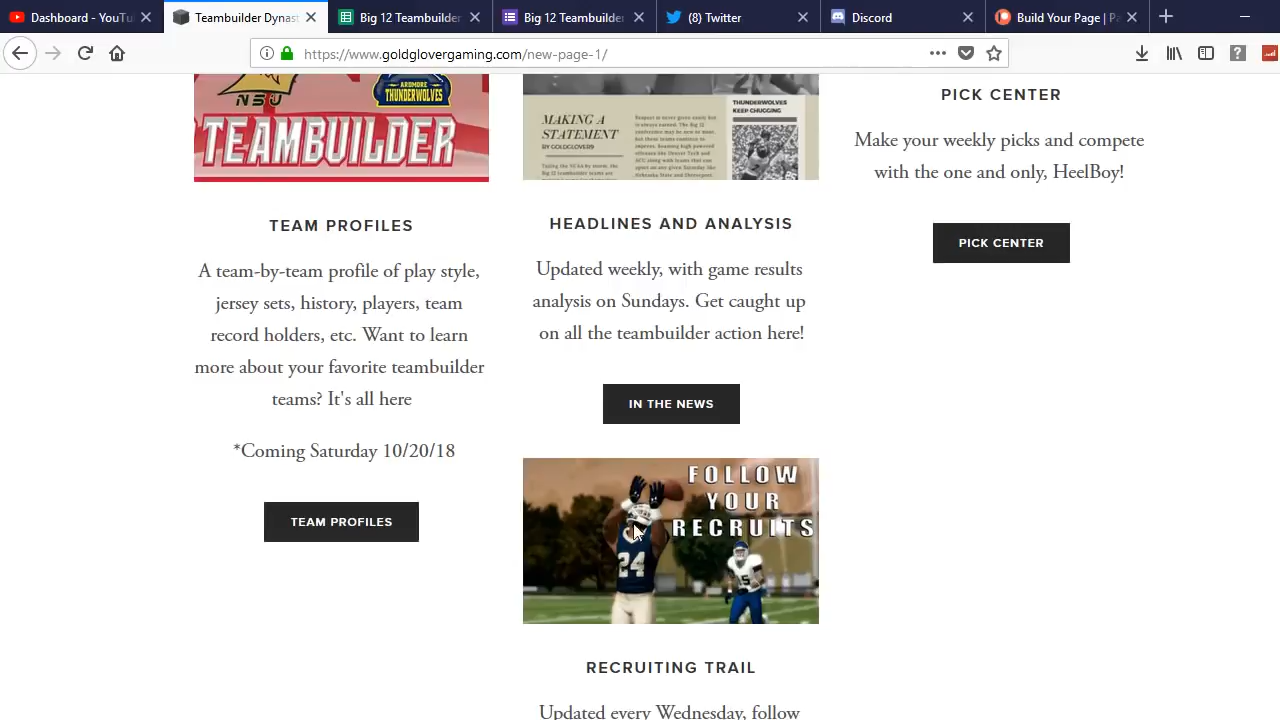 Dashboard - YouTu
Teambuilder Dynast
Big 12 Teambuilder
Big 12 Teambuilder
(8) Twitter
Discord
Build Your Page | Pa
https://www.goldglovergaming.com/new-page-1/
NSU
ARDMORE
THUNDERWOLVES
TEAMBUILDER
TEAM PROFILES
A team-by-team profile of play style,
jersey sets, history, players, team
record holders, etc. Want to learn
more about your favorite teambuilder
teams? It's all here
*Coming Saturday 10/20/18
TEAM PROFILES
MAKING A
STATEMENT
BY GOLDGLOVER9
THUNDERWOLVES
KEEP CHUGGING
HEADLINES AND ANALYSIS
Updated weekly, with game results
analysis on Sundays. Get caught up
on all the teambuilder action here!
IN THE NEWS
FOLLOW
YOUR
RECRUITS
24
RECRUITING TRAIL
Updated every Wednesday, follow
PICK CENTER
Make your weekly picks and compete
with the one and only, HeelBoy!
PICK CENTER